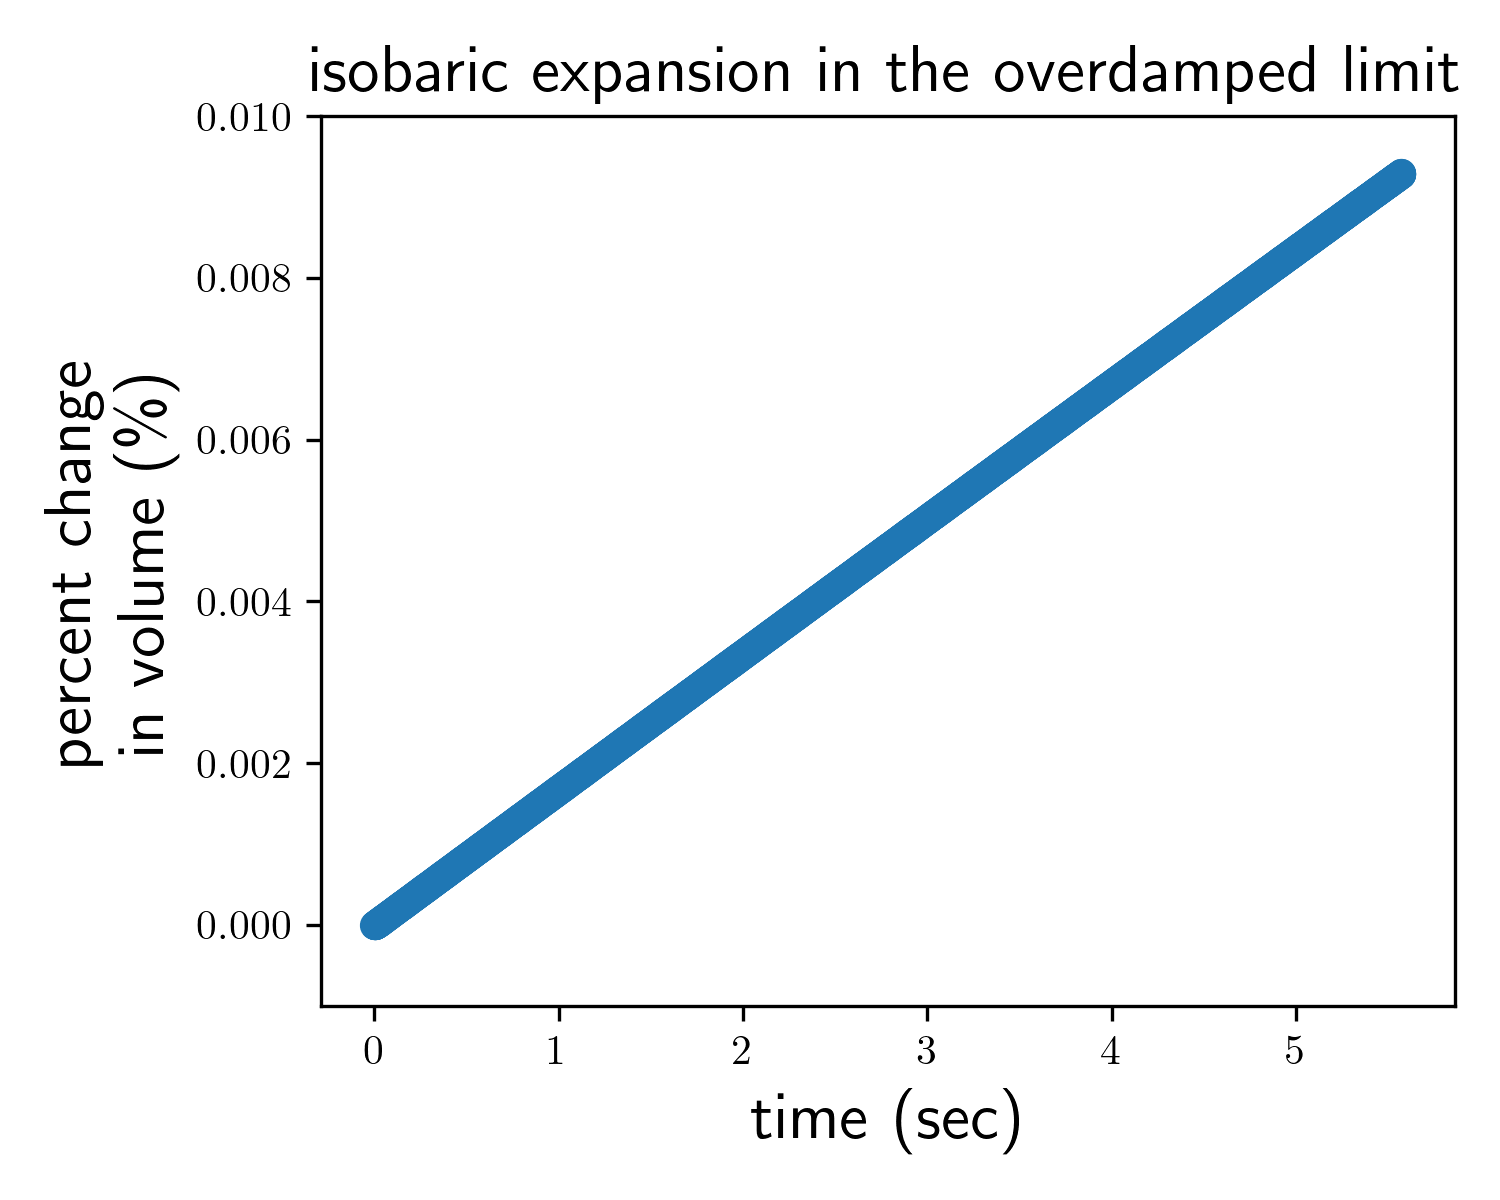 isobaric expansion in the overdamped limit
0.010
0.008
0.006
0.004
0.002
0.000
percent change
in volume (%)
0 1 2 3 4 5
time (sec)